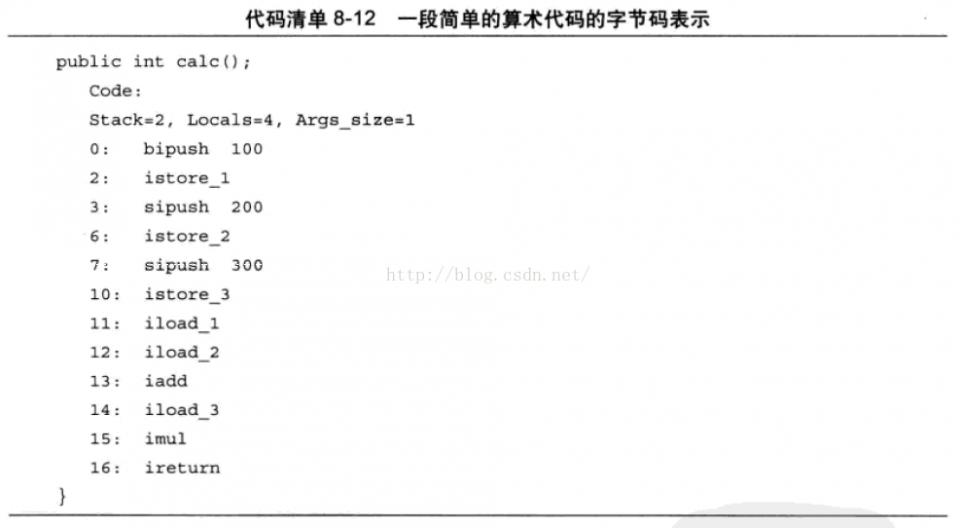 代码清单 8-12 一段简单的算术代码的字节码表示
public int calc();
Code:
Stack=2, Locals=4, Args_size=1
0: bipush 100
2: istore_1
3: sipush 200
6: istore_2
7: sipush 300
http://blog.csdn.net/
10: istore_3
11: iload_1
12: iload_2
13: iadd
14: iload_3
15: imul
16: ireturn
}